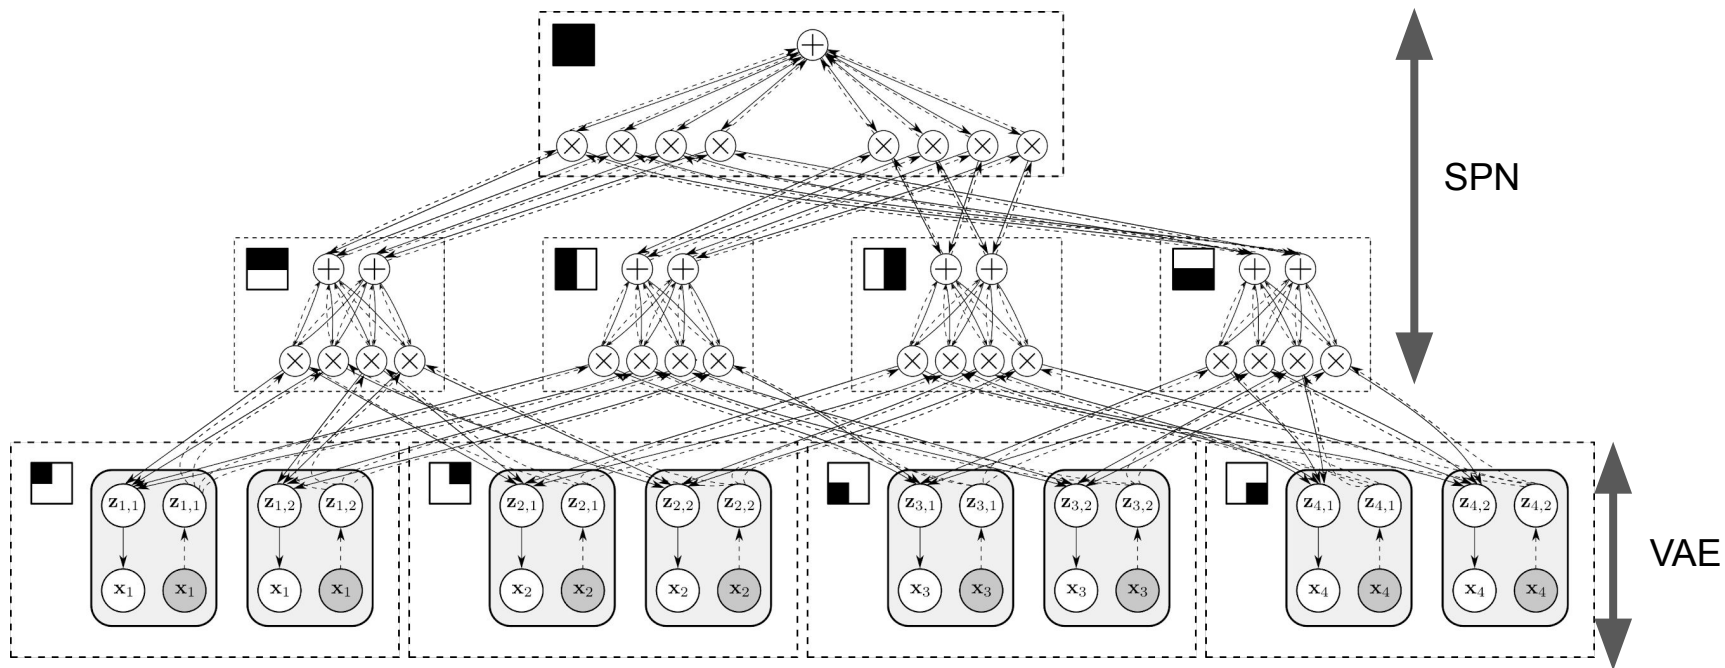 SPN
z1,1 z1,1 z1,2 z1,2 z2,1 z2,1 z2,2 z2,2 z3,1 z3,1 z3,2 z3,2 z4,1 z4,1 z4,2 z4,2
VAE
x1 x1 x1 x1 x2 x2 x2 x2 x3 x3 x3 x3 x4 x4 x4 x4